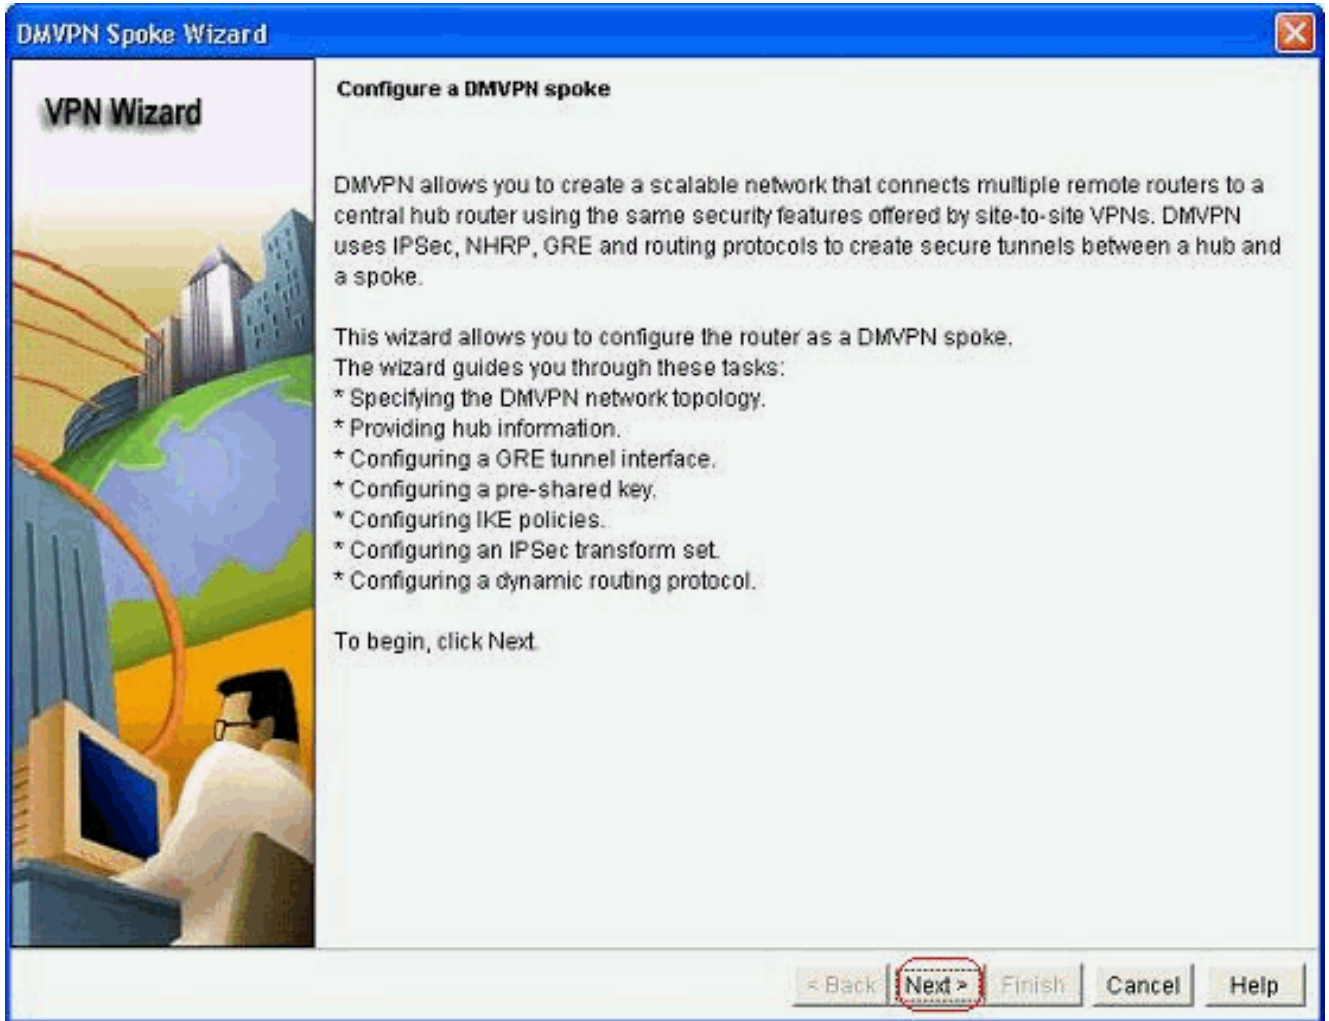 DMVPN Spoke Wizard
VPN Wizard
Configure a DMVPN spoke
DMVPN allows you to create a scalable network that connects multiple remote routers to a
central hub router using the same security features offered by site-to-site VPNs. DMVPN
uses IPSec, NHRP, GRE and routing protocols to create secure tunnels between a hub and
a spoke.
This wizard allows you to configure the router as a DMVPN spoke.
The wizard guides you through these tasks:
* Specifying the DMVPN network topology.
* Providing hub information.
* Configuring a GRE tunnel interface.
* Configuring a pre-shared key.
* Configuring IKE policies.
* Configuring an IPSec transform set.
* Configuring a dynamic routing protocol.
To begin, click Next.
< Back Next > Finish Cancel Help